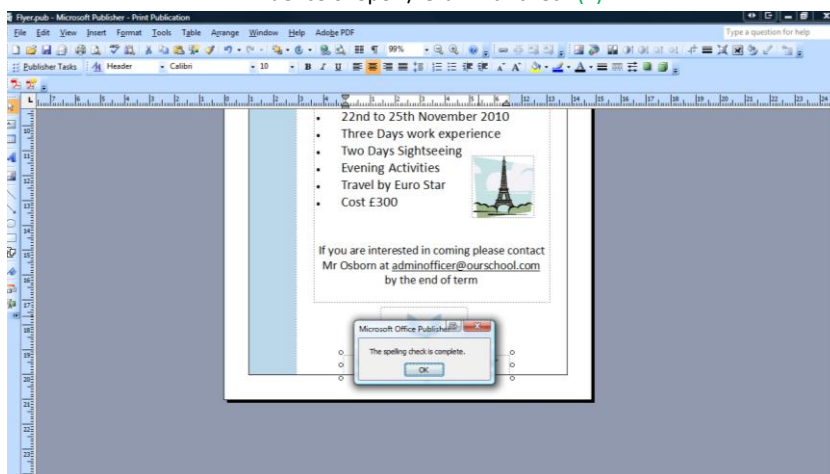 Flyer.pub - Microsoft Publisher - Print Publication
File Edit View Insert Format Tools Table Arrange Window Help Adobe PDF
Type a question for help
99%
Publisher Tasks Header Calibri 10 B I U
• 22nd to 25th November 2010
• Three Days work experience
• Two Days Sightseeing
• Evening Activities
• Travel by Euro Star
• Cost £300
If you are interested in coming please contact
Mr Osborn at adminofficer@ourschool.com
by the end of term
Microsoft Office Publisher
The spelling check is complete.
OK